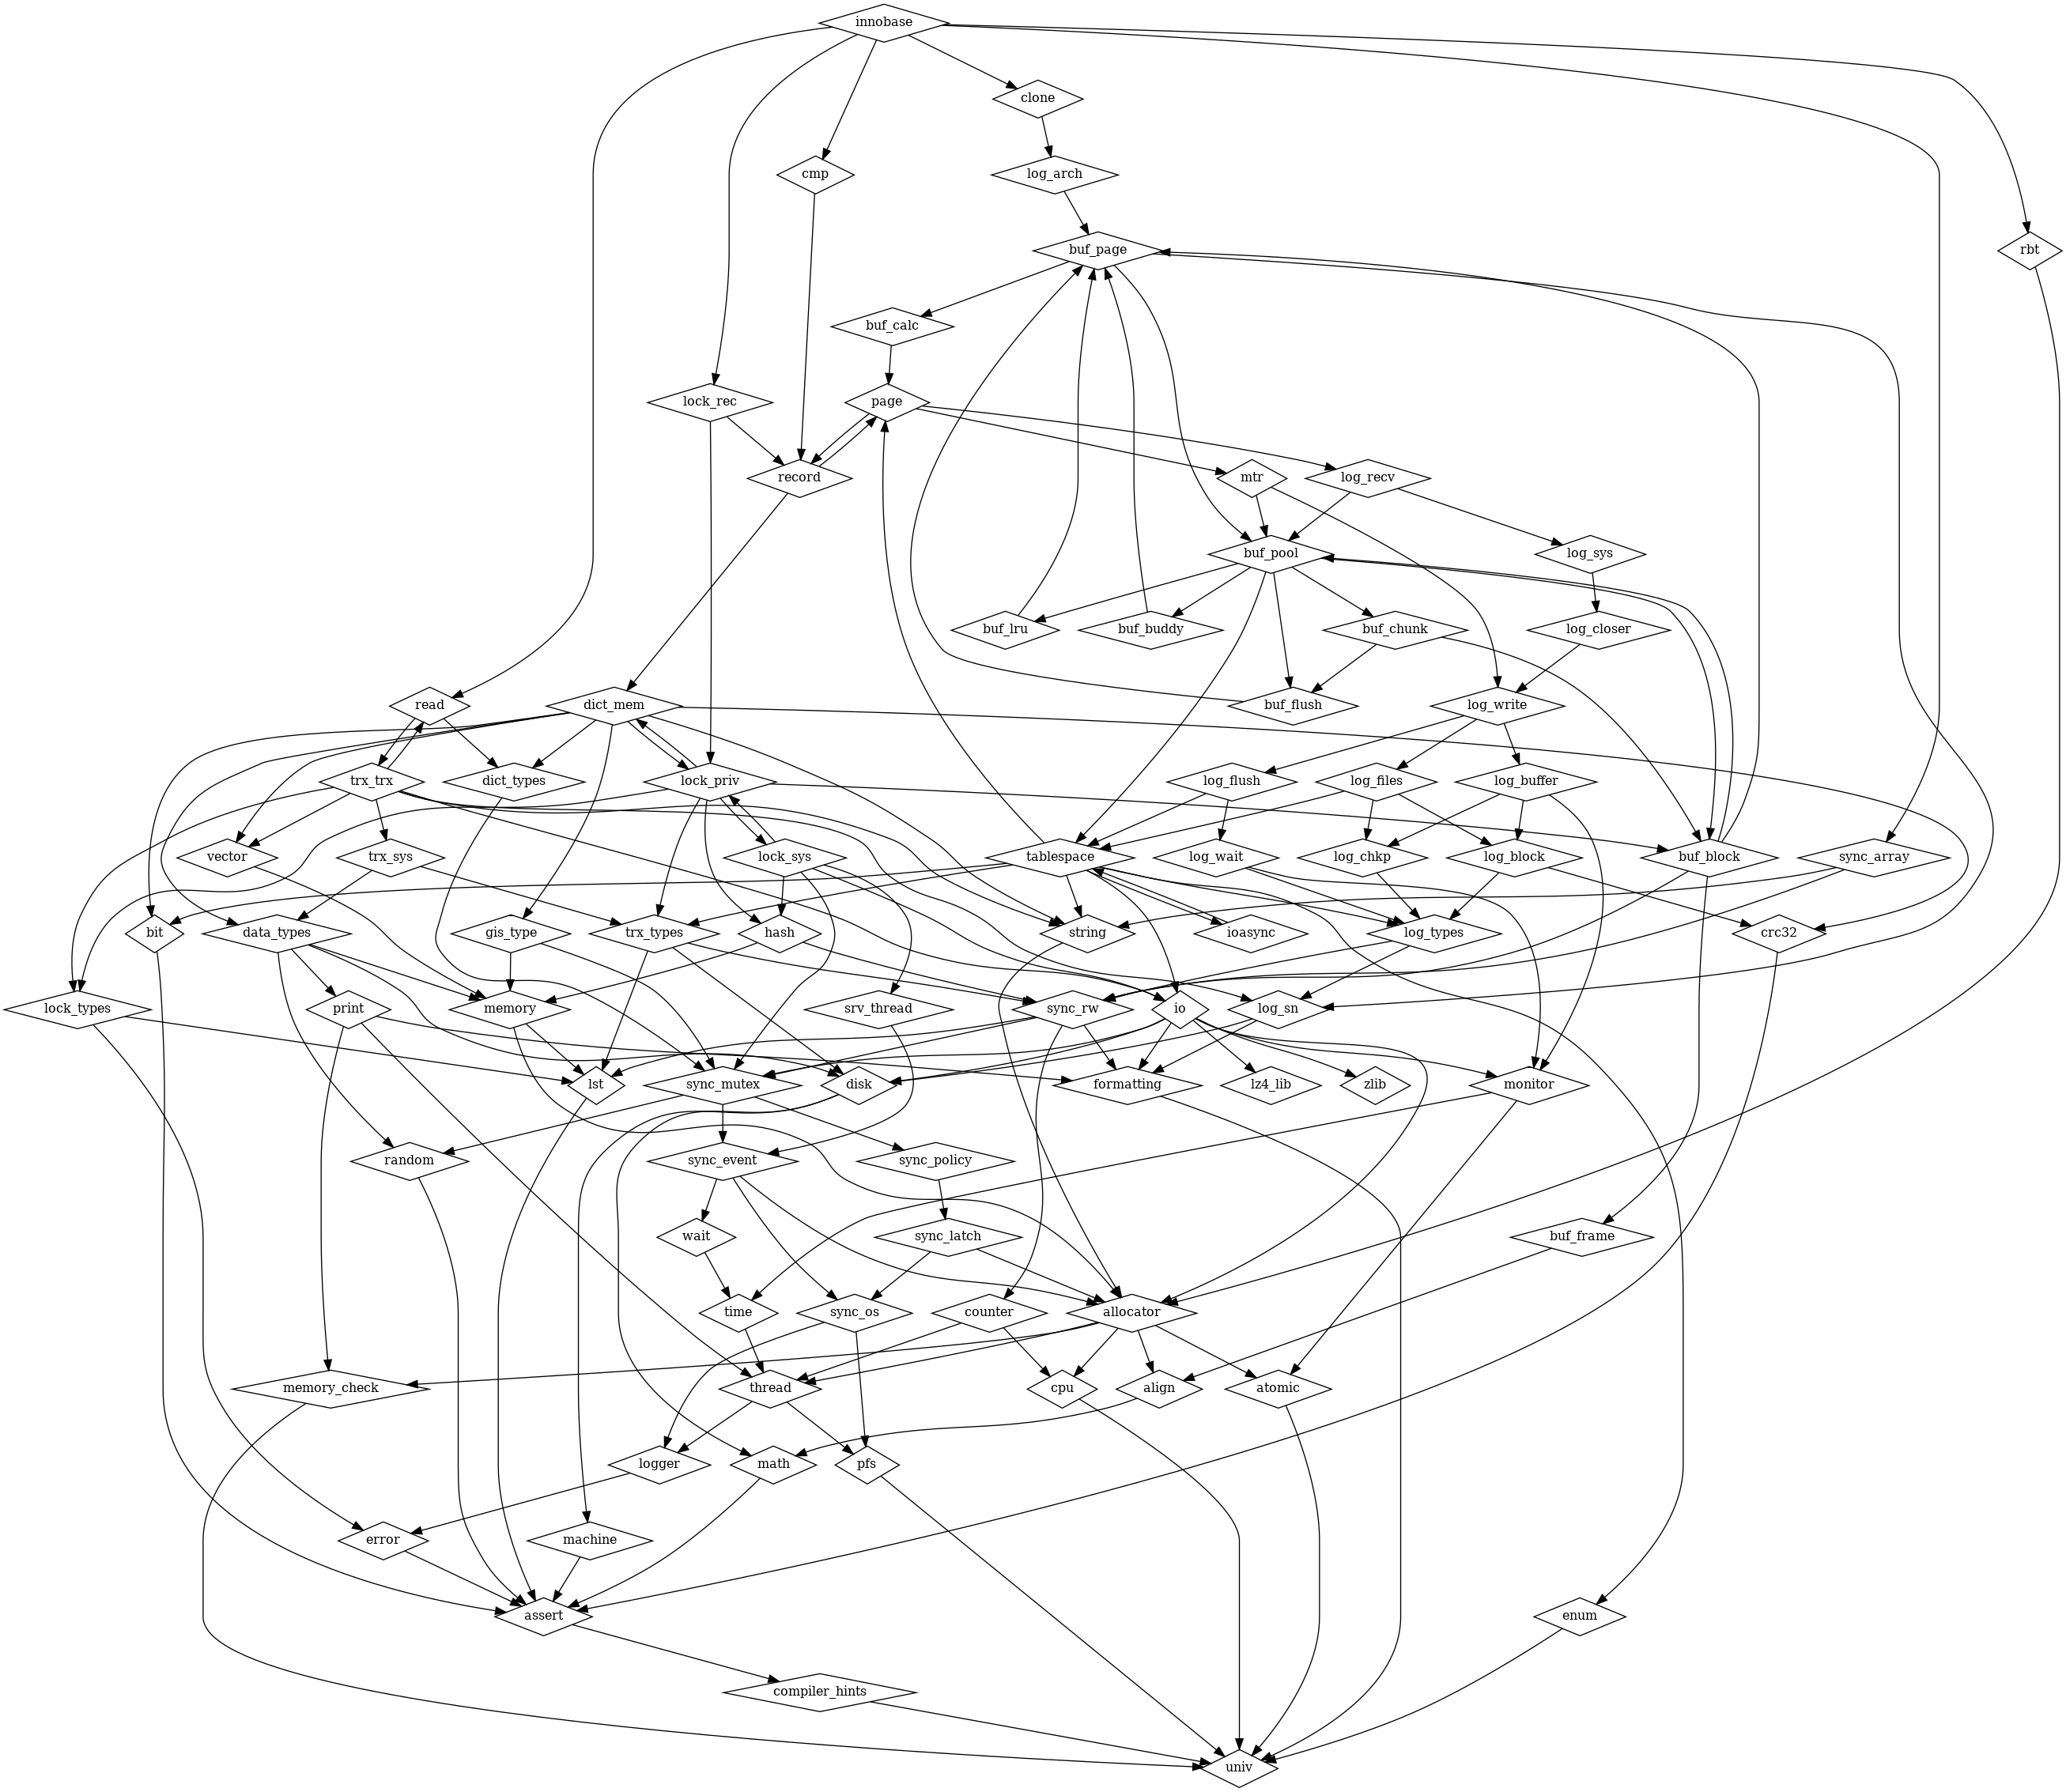 innobase
clone
cmp
log_arch
buf_page
rbt
buf_calc
lock_rec
page
record
mtr
log_recv
buf_pool
log_sys
buf_lru
buf_buddy
buf_chunk
log_closer
read
dict_mem
buf_flush
log_write
trx_trx
dict_types
lock_priv
log_flush
log_files
log_buffer
vector
trx_sys
lock_sys
tablespace
log_wait
log_chkp
log_block
buf_block
sync_array
bit
data_types
gis_type
trx_types
hash
string
ioasync
log_types
crc32
lock_types
print
memory
srv_thread
sync_rw
io
log_sn
lst
sync_mutex
disk
formatting
lz4_lib
zlib
monitor
random
sync_event
sync_policy
wait
sync_latch
buf_frame
time
sync_os
counter
allocator
memory_check
thread
cpu
align
atomic
logger
math
pfs
error
machine
assert
enum
compiler_hints
univ